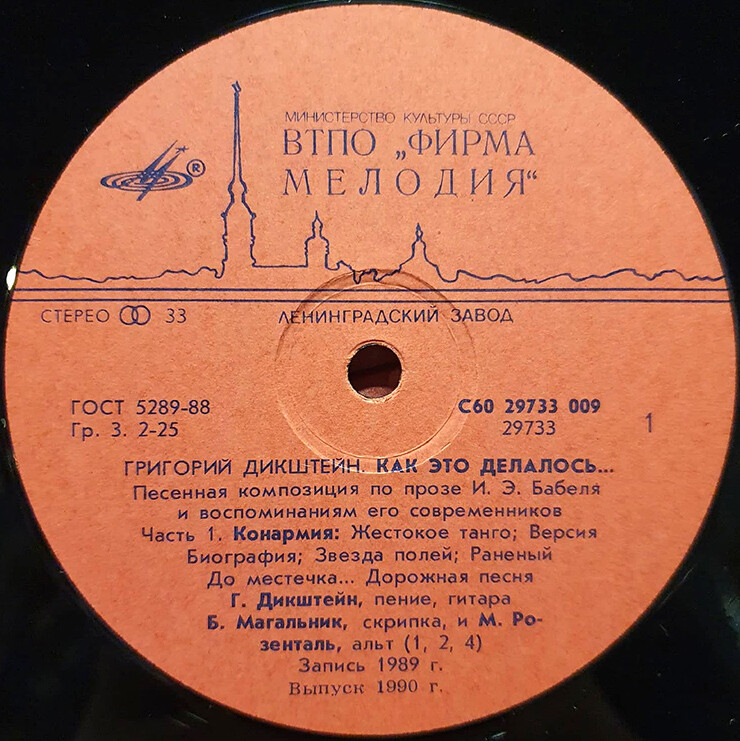 МИНИСТЕРСТВО КУЛЬТУРЫ СССР
ВТПО „ФИРМА
МЕЛОДИЯ“
®
СТЕРЕО 33
ЛЕНИНГРАДСКИЙ ЗАВОД
ГОСТ 5289-88
Гр. 3. 2-25
С60 29733 009
29733
1
ГРИГОРИЙ ДИКШТЕЙН. КАК ЭТО ДЕЛАЛОСЬ...
Песенная композиция по прозе И. Э. Бабеля
и воспоминаниям его современников
Часть 1. Конармия: Жестокое танго; Версия
Биография; Звезда полей; Раненый
До местечка... Дорожная песня
Г. Дикштейн, пение, гитара
Б. Магальник, скрипка, и М. Ро-
зенталь, альт (1, 2, 4)
Запись 1989 г.
Выпуск 1990 г.